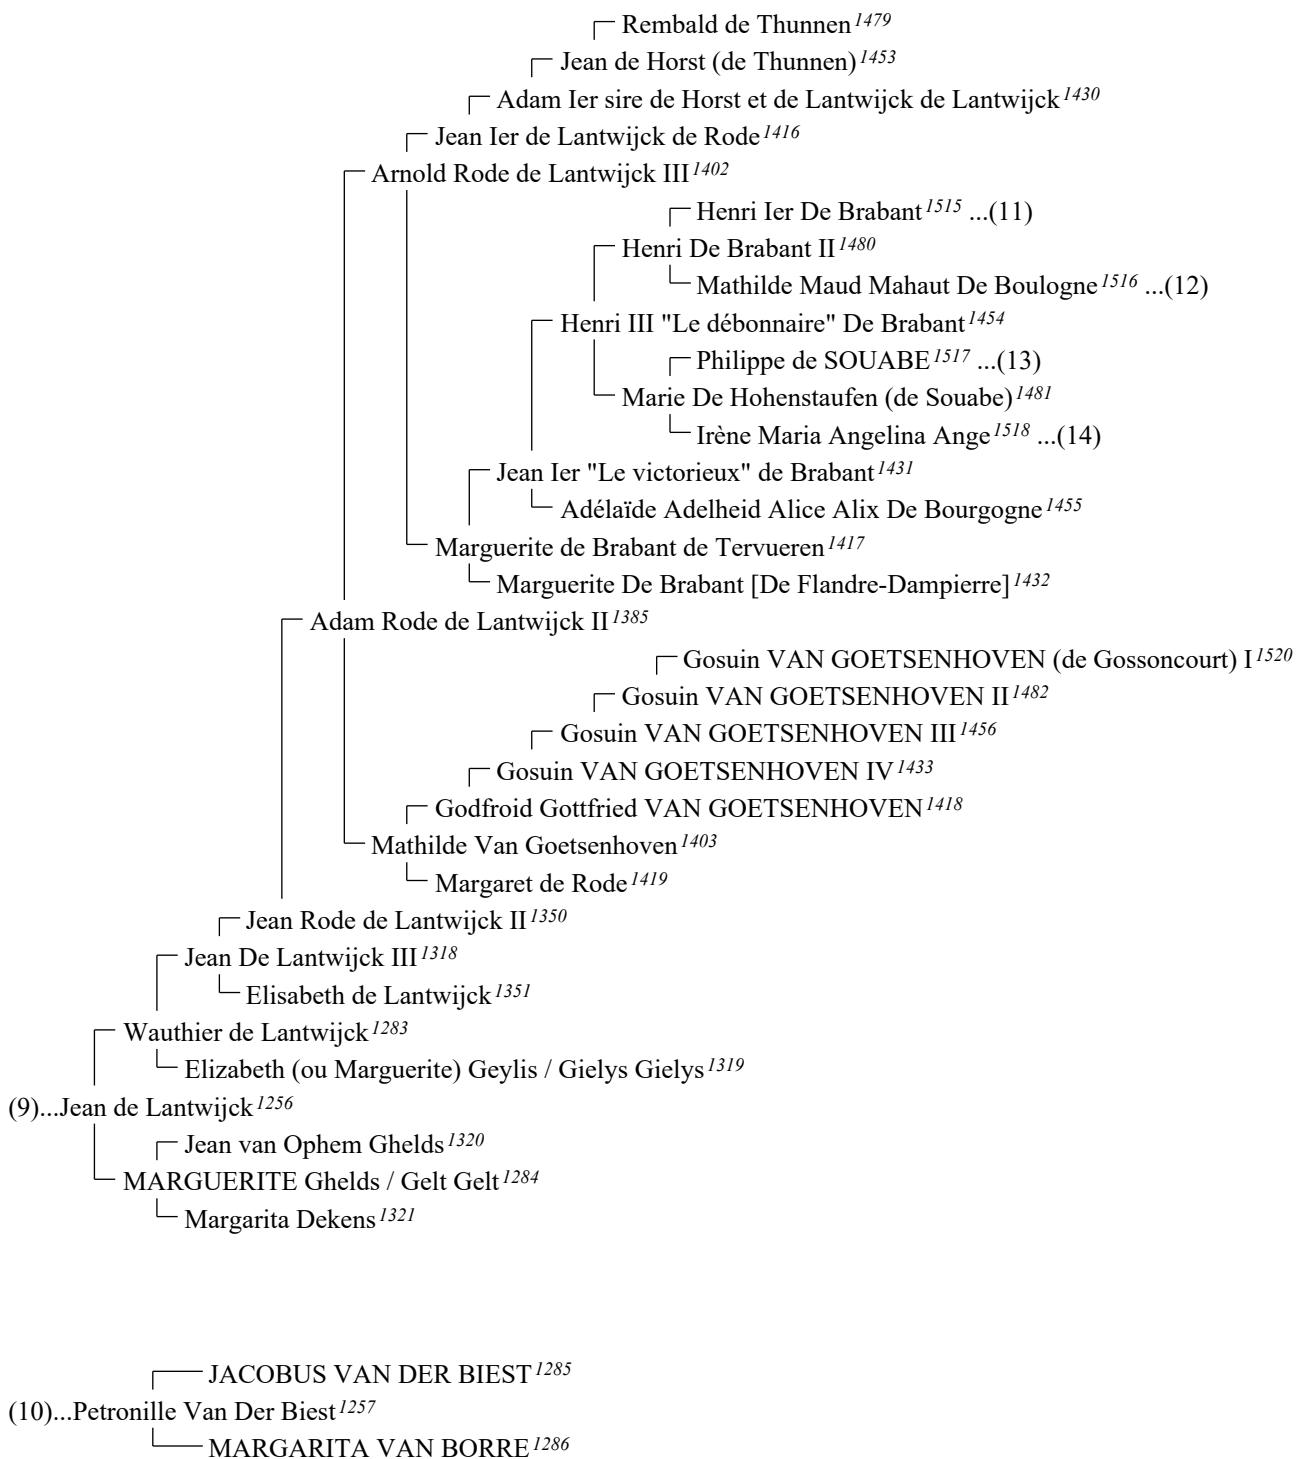 Rembald de Thunnen 1479
Jean de Horst (de Thunnen) 1453
Adam Ier sire de Horst et de Lantwijck de Lantwijck 1430
Jean Ier de Lantwijck de Rode 1416
Arnold Rode de Lantwijck III 1402
Henri Ier De Brabant 1515 ...(11)
Henri De Brabant II 1480
Mathilde Maud Mahaut De Boulogne 1516 ...(12)
Henri III "Le débonnaire" De Brabant 1454
Philippe de SOUABE 1517 ...(13)
Marie De Hohenstaufen (de Souabe) 1481
Irène Maria Angelina Ange 1518 ...(14)
Jean Ier "Le victorieux" de Brabant 1431
Adélaïde Adelheid Alice Alix De Bourgogne 1455
Marguerite de Brabant de Tervueren 1417
Marguerite De Brabant [De Flandre-Dampierre] 1432
Adam Rode de Lantwijck II 1385
Gosuin VAN GOETSENHOVEN (de Gossoncourt) I 1520
Gosuin VAN GOETSENHOVEN II 1482
Gosuin VAN GOETSENHOVEN III 1456
Gosuin VAN GOETSENHOVEN IV 1433
Godfroid Gottfried VAN GOETSENHOVEN 1418
Mathilde Van Goetsenhoven 1403
Margaret de Rode 1419
Jean Rode de Lantwijck II 1350
Jean De Lantwijck III 1318
Elisabeth de Lantwijck 1351
Wauthier de Lantwijck 1283
Elizabeth (ou Marguerite) Geylis / Gielys Gielys 1319
(9)...Jean de Lantwijck 1256
Jean van Ophem Ghelds 1320
MARGUERITE Ghelds / Gelt Gelt 1284
Margarita Dekens 1321
JACOBUS VAN DER BIEST 1285
(10)...Petronille Van Der Biest 1257
MARGARITA VAN BORRE 1286